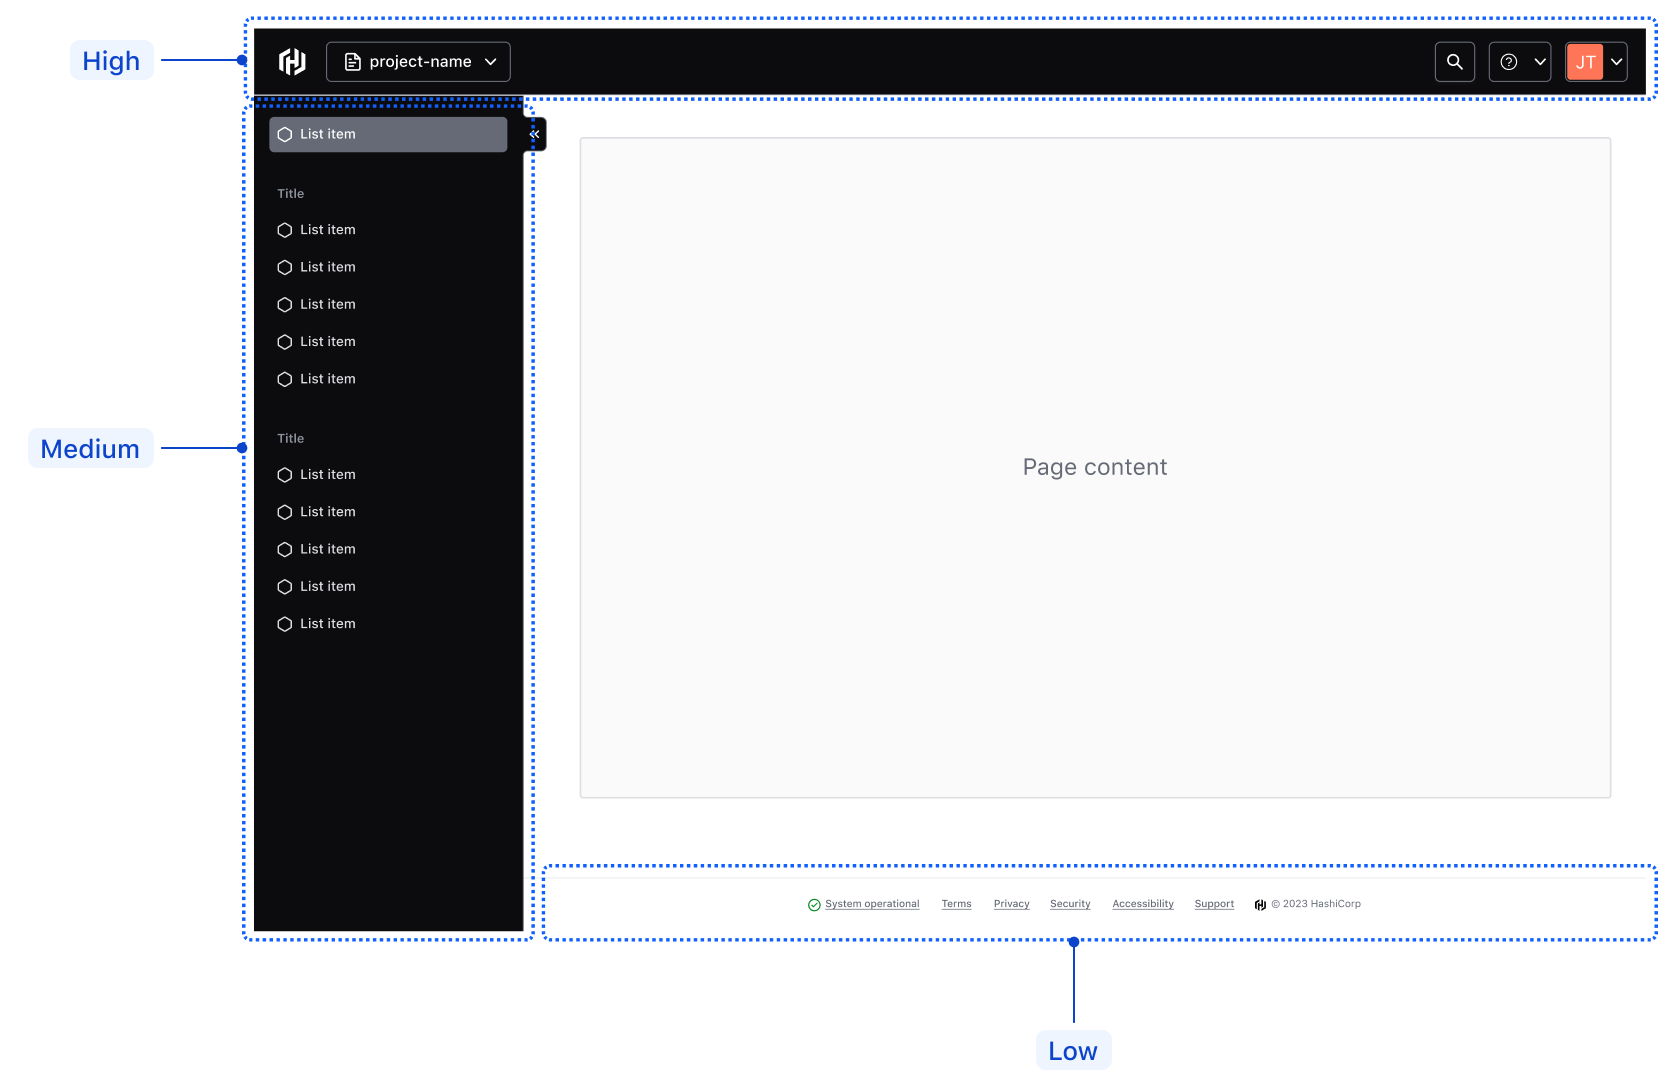 High
project-name
JT
List item
Title
List item
List item
List item
List item
List item
Medium
Title
List item
List item
List item
List item
List item
Page content
System operational Terms Privacy Security Accessibility Support © 2023 HashiCorp
Low